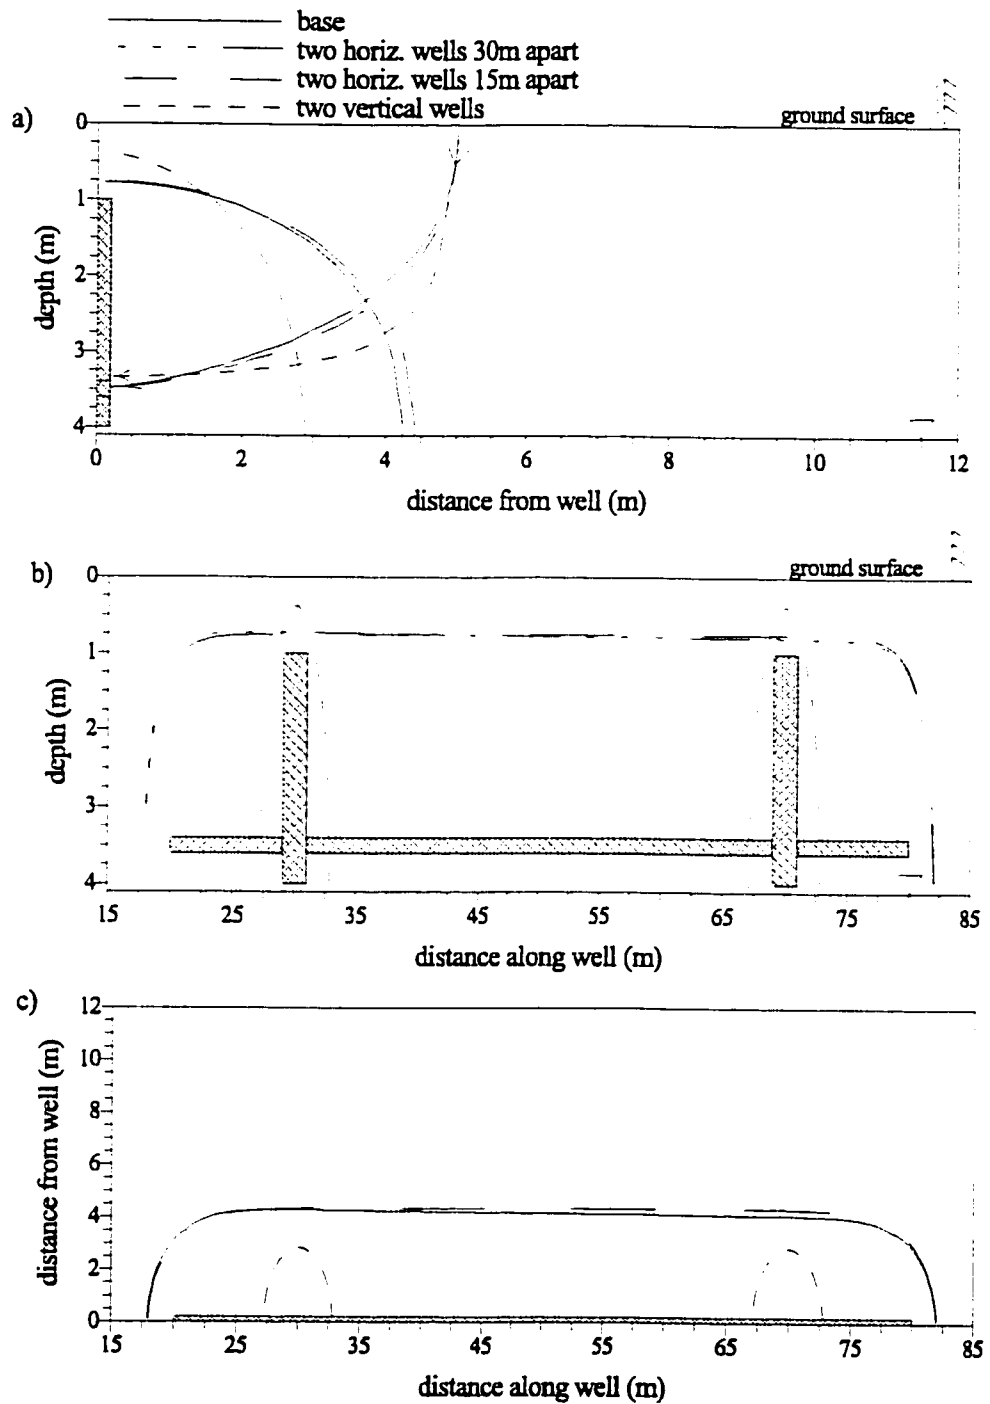 base
two horiz. wells 30m apart
two horiz. wells 15m apart
two vertical wells
a)
ground surface
0
1
2
3
4
depth (m)
0 2 4 6 8 10 12
distance from well (m)
b)
ground surface
0
1
2
3
4
depth (m)
15 25 35 45 55 65 75 85
distance along well (m)
c)
12
10
8
6
4
2
0
distance from well (m)
15 25 35 45 55 65 75 85
distance along well (m)